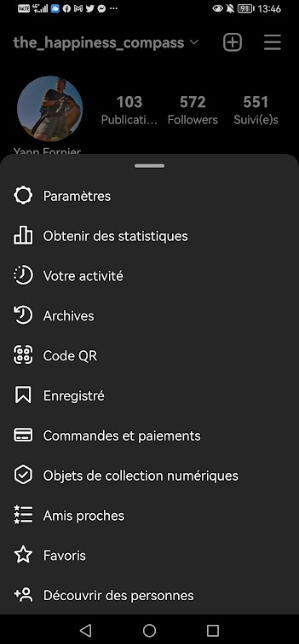 13:46
the_happiness_compass
103 572 551
Publicati... Followers Suivi(e)s
Yann Fornier
Paramètres
Obtenir des statistiques
Votre activité
Archives
Code QR
Enregistré
Commandes et paiements
Objets de collection numériques
Amis proches
Favoris
Découvrir des personnes